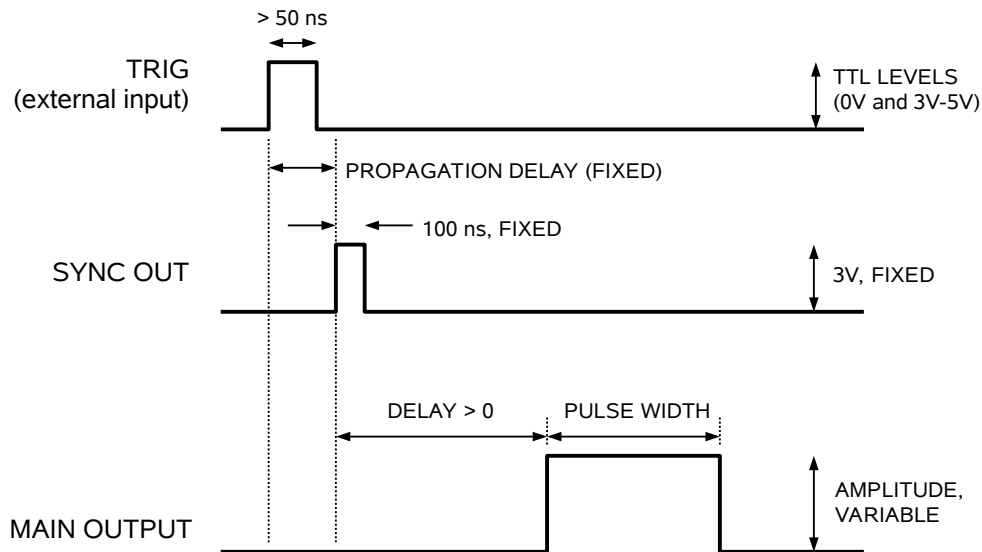 > 50 ns
TRIG
(external input)
TTL LEVELS
(0V and 3V-5V)
PROPAGATION DELAY (FIXED)
100 ns, FIXED
SYNC OUT
3V, FIXED
DELAY > 0
PULSE WIDTH
AMPLITUDE,
VARIABLE
MAIN OUTPUT